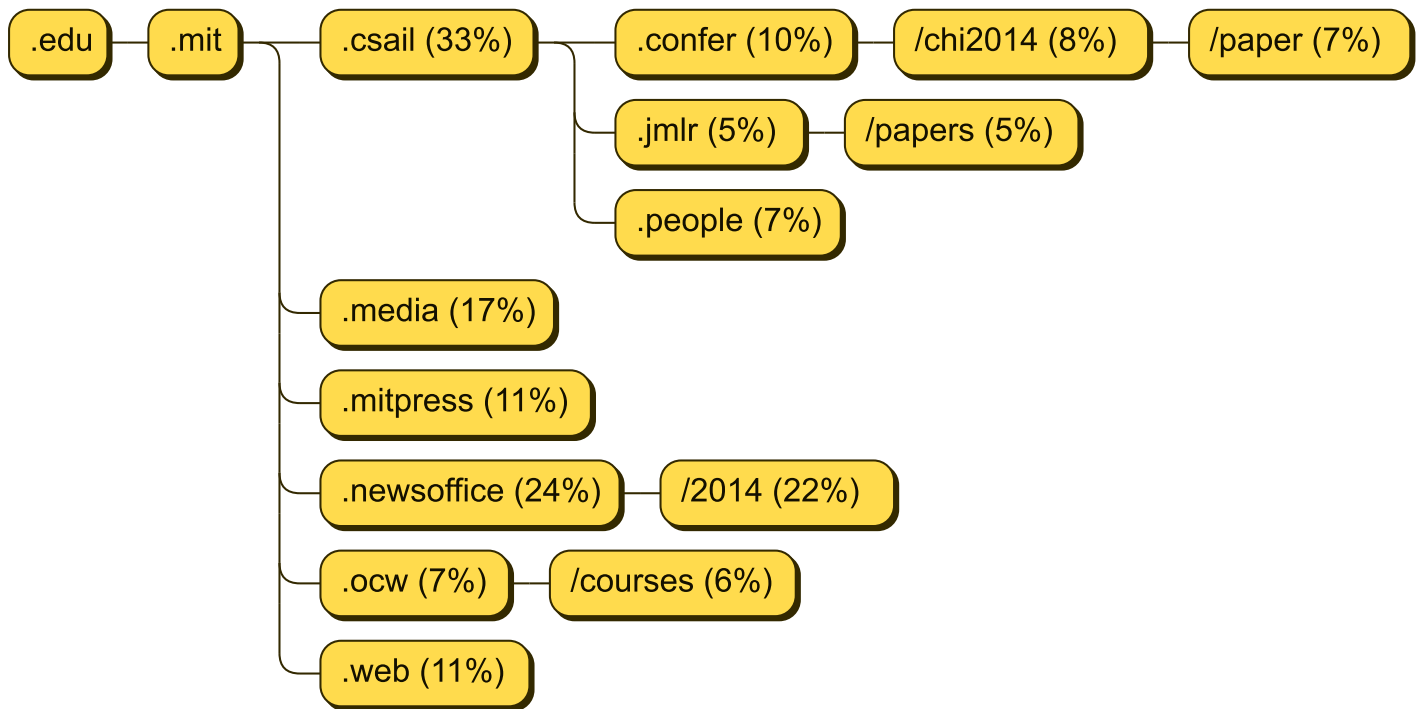 .edu .mit .csail (33%) .confer (10%) /chi2014 (8%) /paper (7%)
.jmlr (5%) /papers (5%)
.people (7%)
.media (17%)
.mitpress (11%)
.newsoffice (24%) /2014 (22%)
.ocw (7%) /courses (6%)
.web (11%)